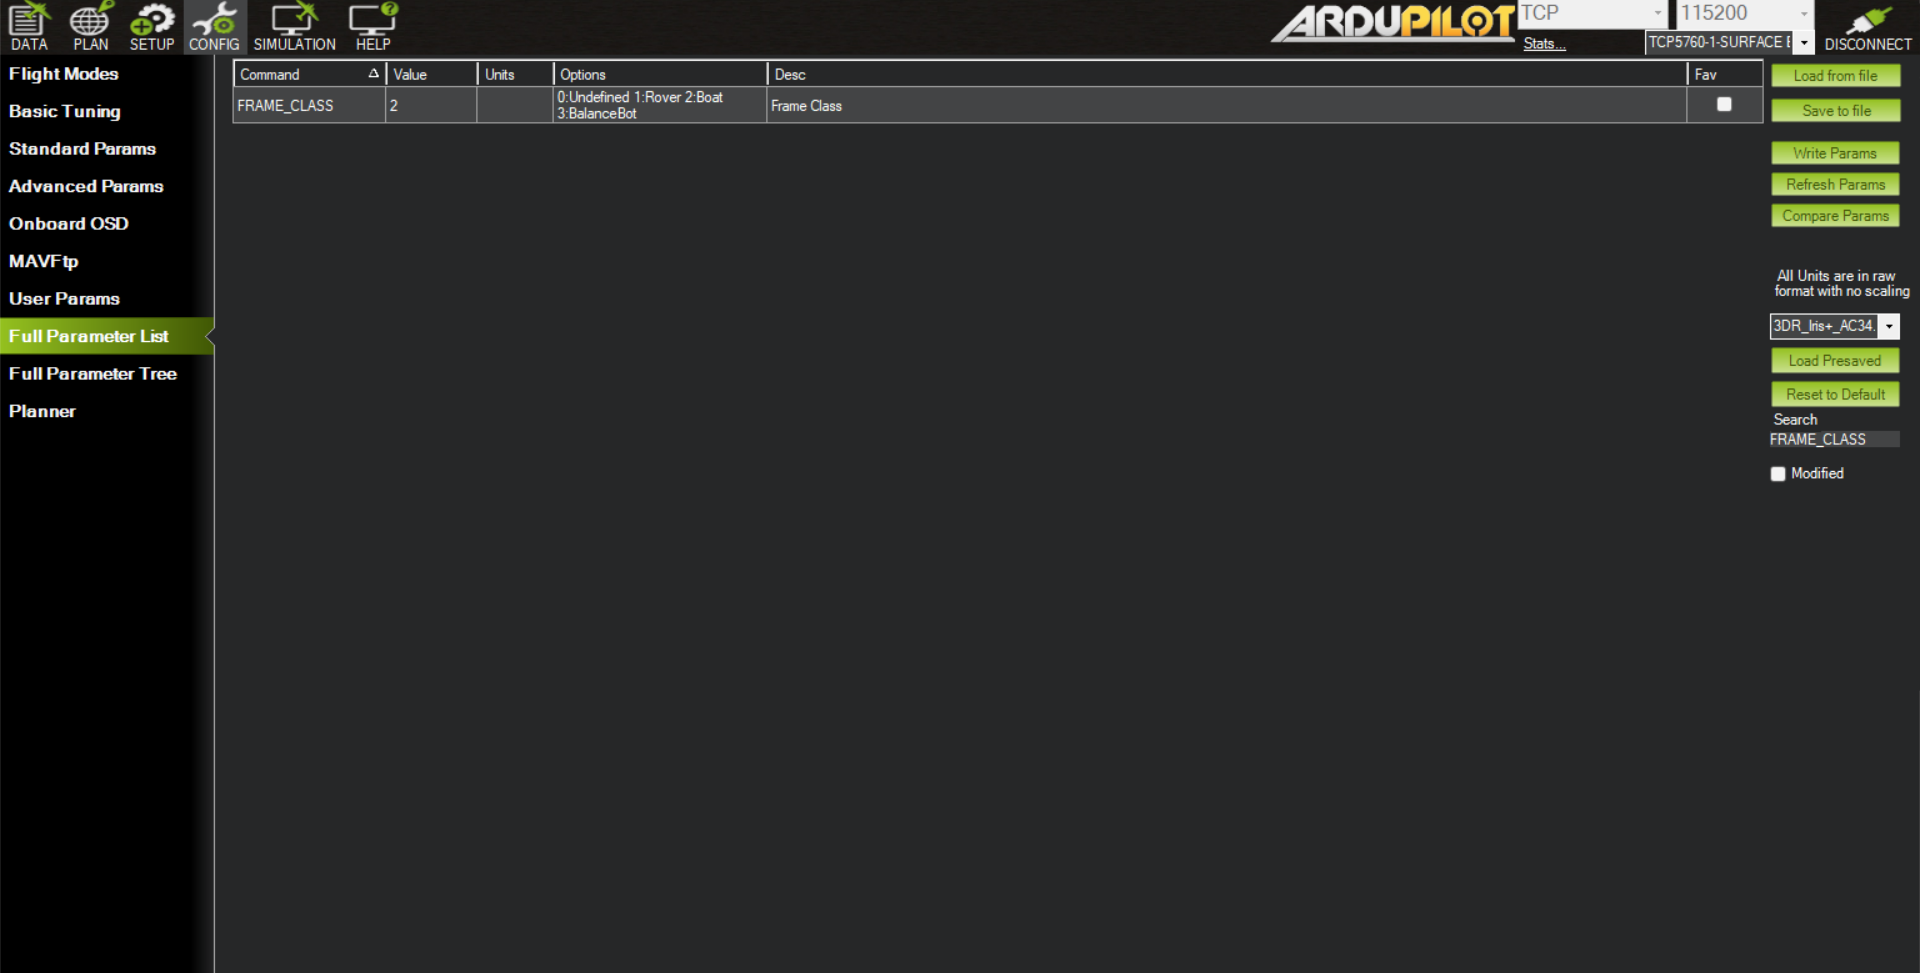 DATA PLAN SETUP CONFIG SIMULATION HELP
ARDUPILOT
TCP 115200
Stats...
TCP5760-1-SURFACE
DISCONNECT
Flight Modes
Basic Tuning
Standard Params
Advanced Params
Onboard OSD
MAVFtp
User Params
Full Parameter List
Full Parameter Tree
Planner
Command Value Units Options Desc Fav
FRAME_CLASS 2 0:Undefined 1:Rover 2:Boat
3:BalanceBot Frame Class
Load from file
Save to file
Write Params
Refresh Params
Compare Params
All Units are in raw
format with no scaling
3DR_Iris+_AC34.
Load Presaved
Reset to Default
Search
FRAME_CLASS
Modified